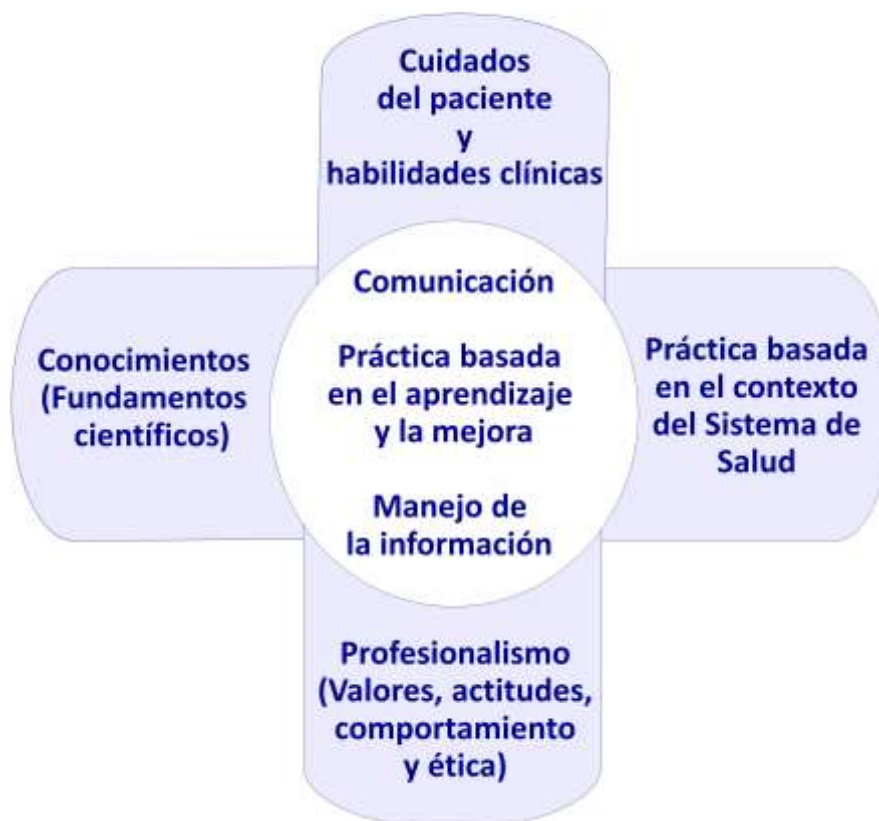 Cuidados
del paciente
y
habilidades clínicas
Comunicación
Práctica basada
en el aprendizaje
y la mejora
Manejo de
la información
Conocimientos
(Fundamentos
científicos)
Práctica basada
en el contexto
del Sistema de
Salud
Profesionalismo
(Valores, actitudes,
comportamiento
y ética)